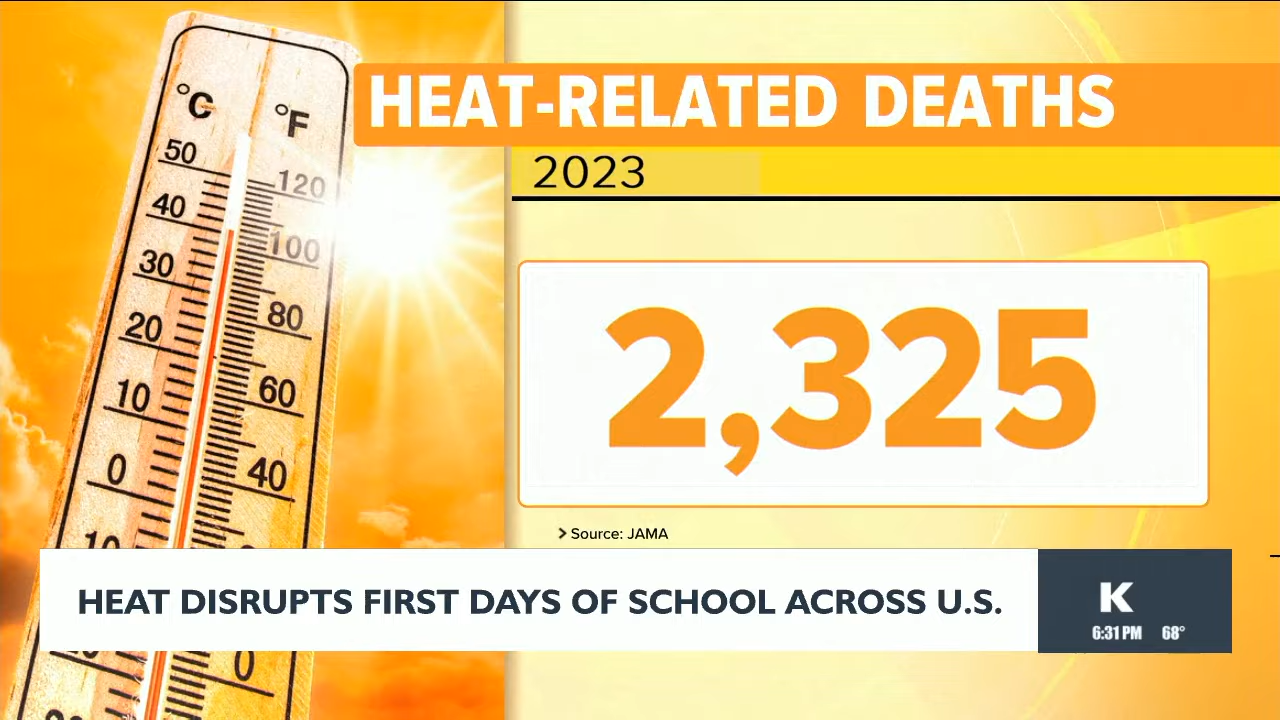 HEAT-RELATED DEATHS
2023
2,325
Source: JAMA
HEAT DISRUPTS FIRST DAYS OF SCHOOL ACROSS U.S.
K
6:31 PM 68°
°C °F
50 120
40 100
30 80
20 60
10 40
0
10
0